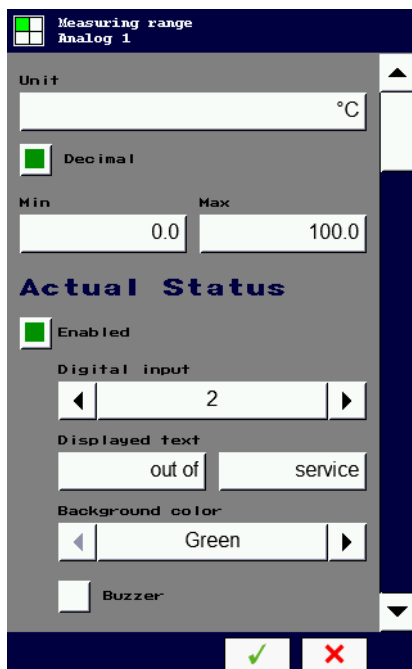 Measuring range
Analog 1
Unit
°C
Decimal
Min Max
0.0 100.0
Actual Status
Enabled
Digital input
2
Displayed text
out of service
Background color
Green
Buzzer